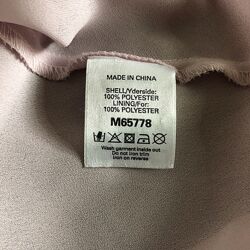 MADE IN CHINA
SHELL/Yderside:
100% POLYESTER
LINING/For:
100% POLYESTER
M65778
Wash garment inside out
Do not iron trim
Iron on reverse